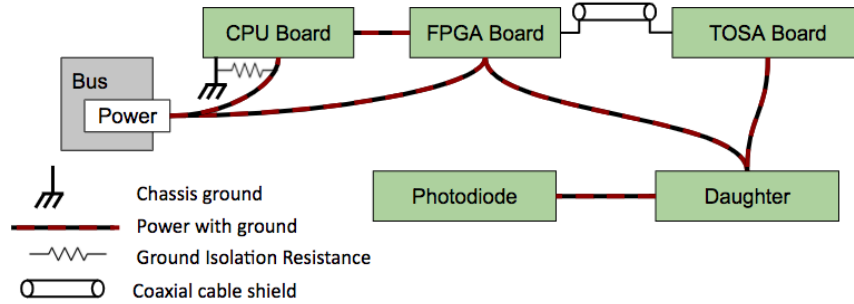 CPU Board
FPGA Board
TOSA Board
Bus
Power
Photodiode
Daughter
Chassis ground
Power with ground
Ground Isolation Resistance
Coaxial cable shield